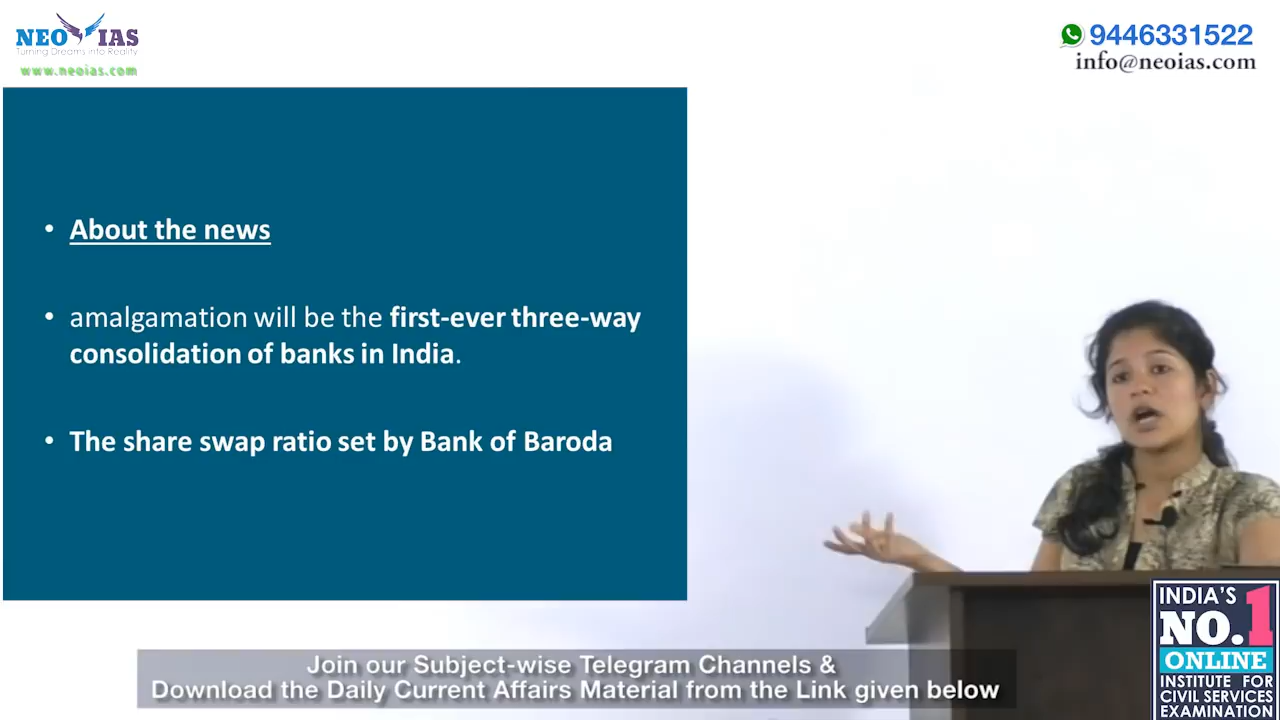 NEO IAS
Turning Dreams into Reality
www.neoias.com
9446331522
info@neoias.com
• About the news
• amalgamation will be the first-ever three-way
consolidation of banks in India.
• The share swap ratio set by Bank of Baroda
INDIA'S
NO.1
ONLINE
INSTITUTE FOR
CIVIL SERVICES
EXAMINATION
Join our Subject-wise Telegram Channels &
Download the Daily Current Affairs Material from the Link given below